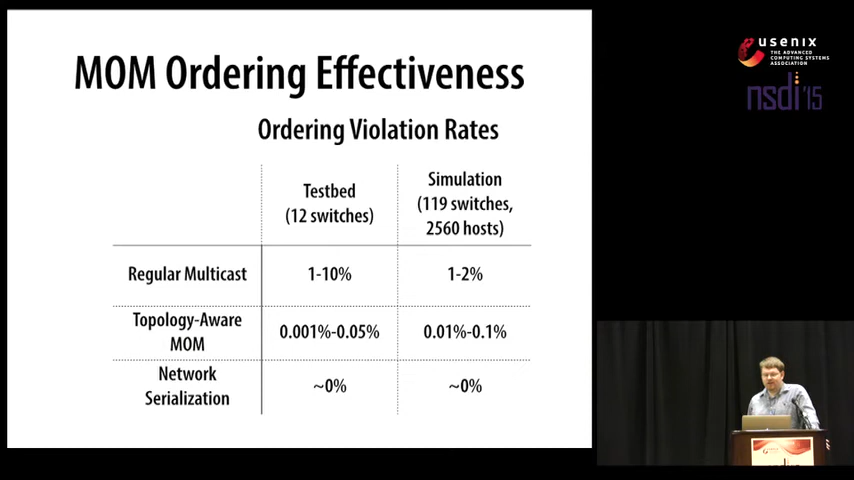 MOM Ordering Effectiveness
Ordering Violation Rates
Testbed
(12 switches)
Simulation
(119 switches,
2560 hosts)
Regular Multicast
1-10%
1-2%
Topology-Aware
MOM
0.001%-0.05%
0.01%-0.1%
Network
Serialization
~0%
~0%
usenix
THE ADVANCED
COMPUTING SYSTEMS
ASSOCIATION
nsdi '15